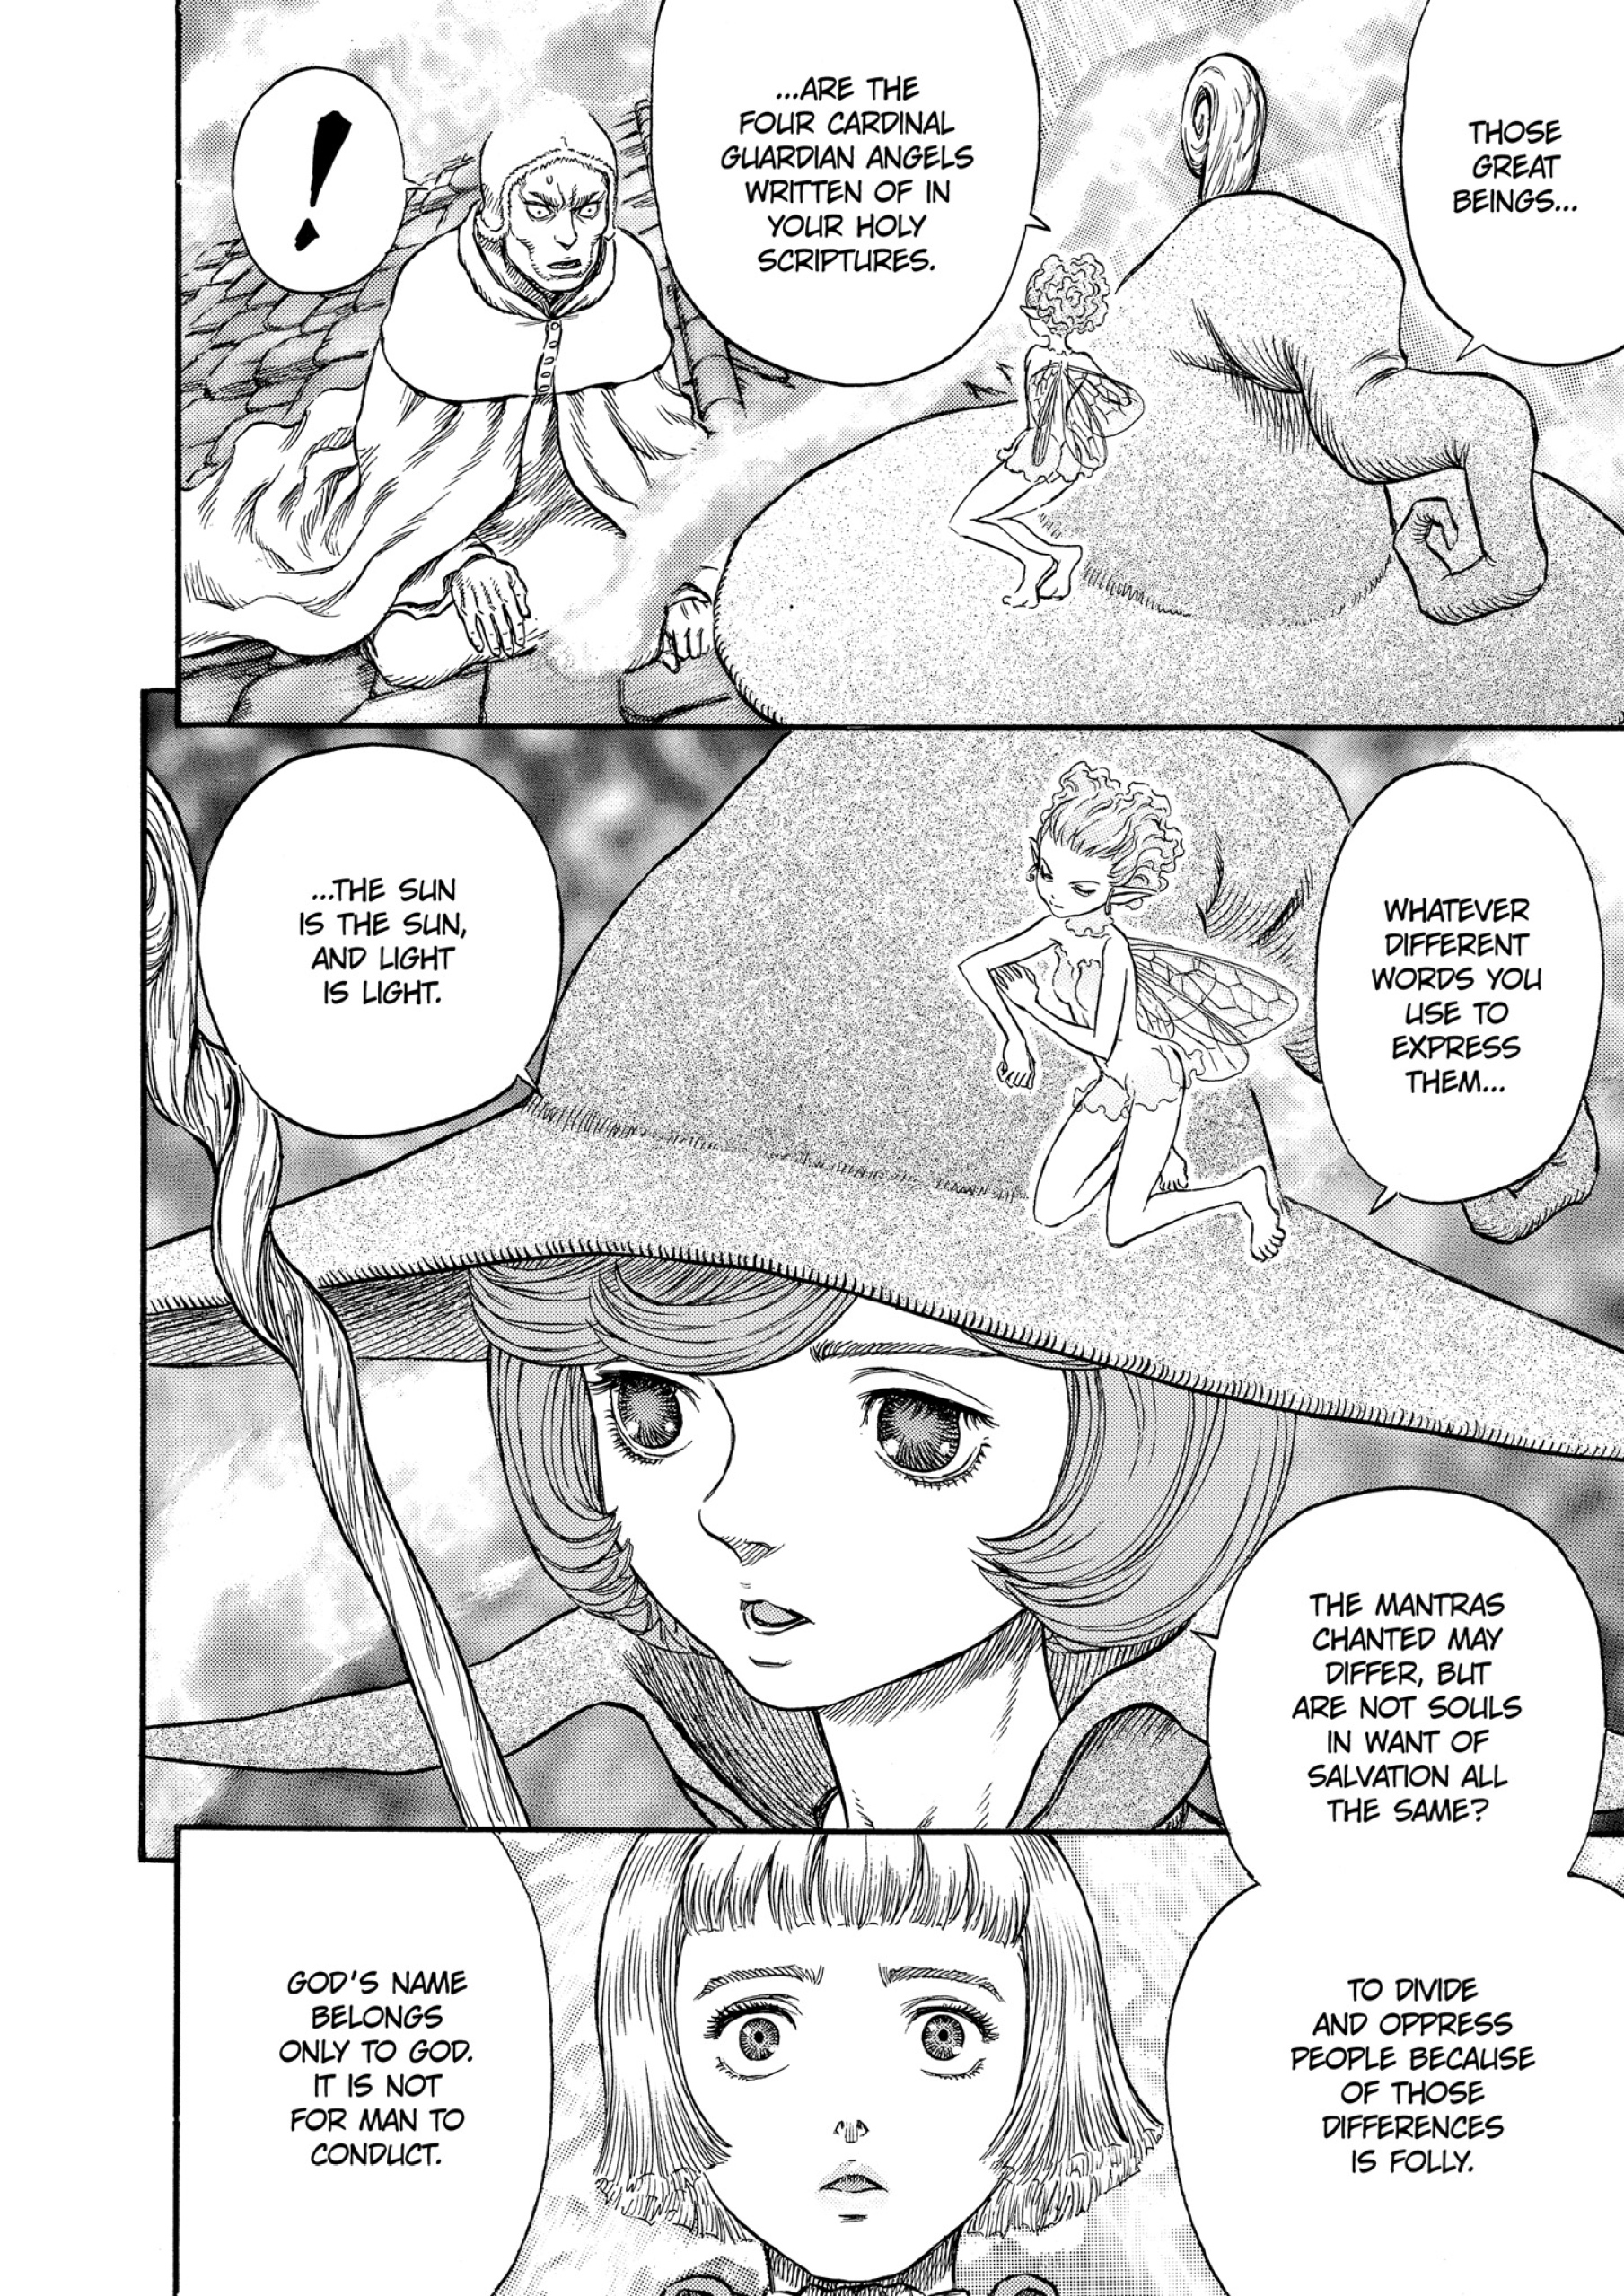 THOSE
GREAT
BEINGS...
...ARE THE
FOUR CARDINAL
GUARDIAN ANGELS
WRITTEN OF IN
YOUR HOLY
SCRIPTURES.
!
WHATEVER
DIFFERENT
WORDS YOU
USE TO
EXPRESS
THEM...
...THE SUN
IS THE SUN,
AND LIGHT
IS LIGHT.
THE MANTRAS
CHANTED MAY
DIFFER, BUT
ARE NOT SOULS
IN WANT OF
SALVATION ALL
THE SAME?
TO DIVIDE
AND OPPRESS
PEOPLE BECAUSE
OF THOSE
DIFFERENCES
IS FOLLY.
GOD'S NAME
BELONGS
ONLY TO GOD.
IT IS NOT
FOR MAN TO
CONDUCT.